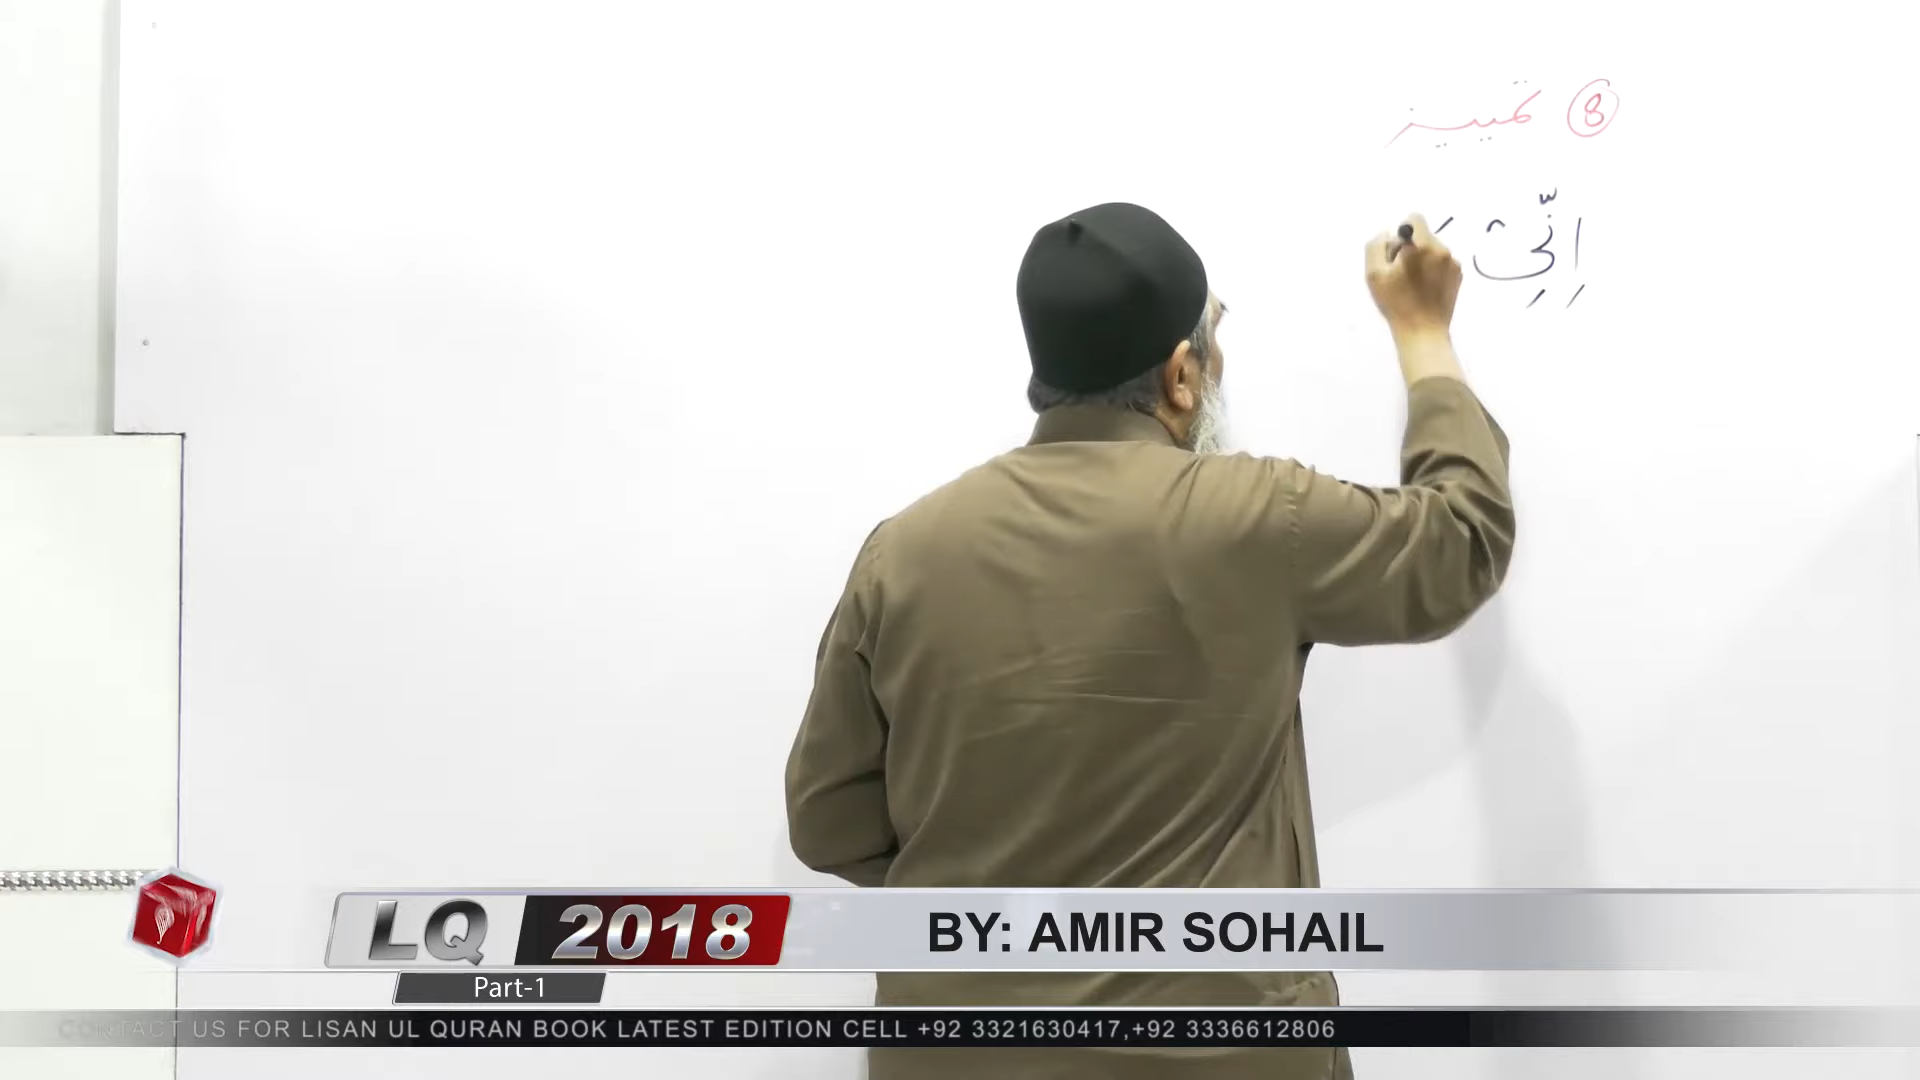 ⑧ تمییز
اِنِّیْ
LQ 2018
BY: AMIR SOHAIL
Part-1
CONTACT US FOR LISAN UL QURAN BOOK LATEST EDITION CELL +92 3321630417,+92 3336612806